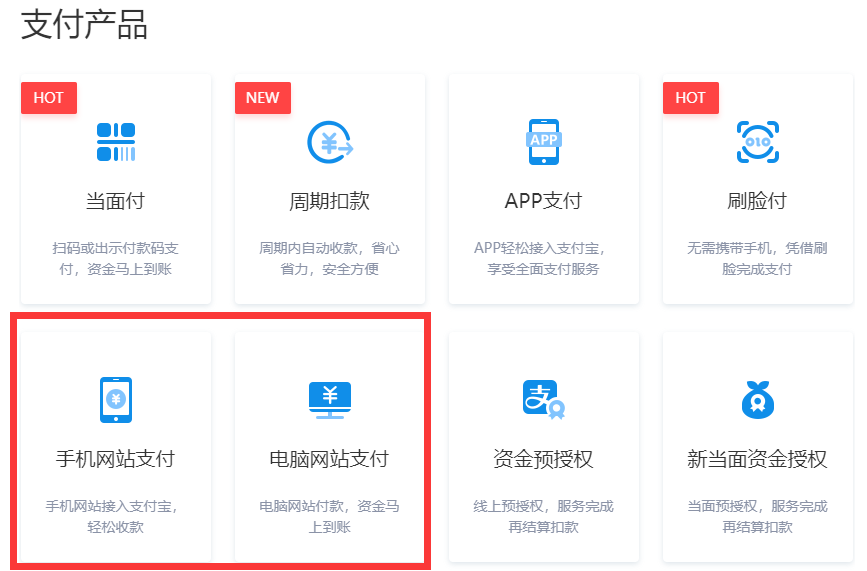 支付产品
HOT
当面付
扫码或出示付款码支
付，资金马上到账
NEW
周期扣款
周期内自动收款，省心
省力，安全方便
APP
APP支付
APP轻松接入支付宝，
享受全面支付服务
HOT
刷脸付
无需携带手机，凭借刷
脸完成支付
¥
手机网站支付
手机网站接入支付宝，
轻松收款
¥
电脑网站支付
电脑网站付款，资金马
上到账
支
资金预授权
线上预授权，服务完成
再结算扣款
新当面资金授权
当面预授权，服务完成
再结算扣款